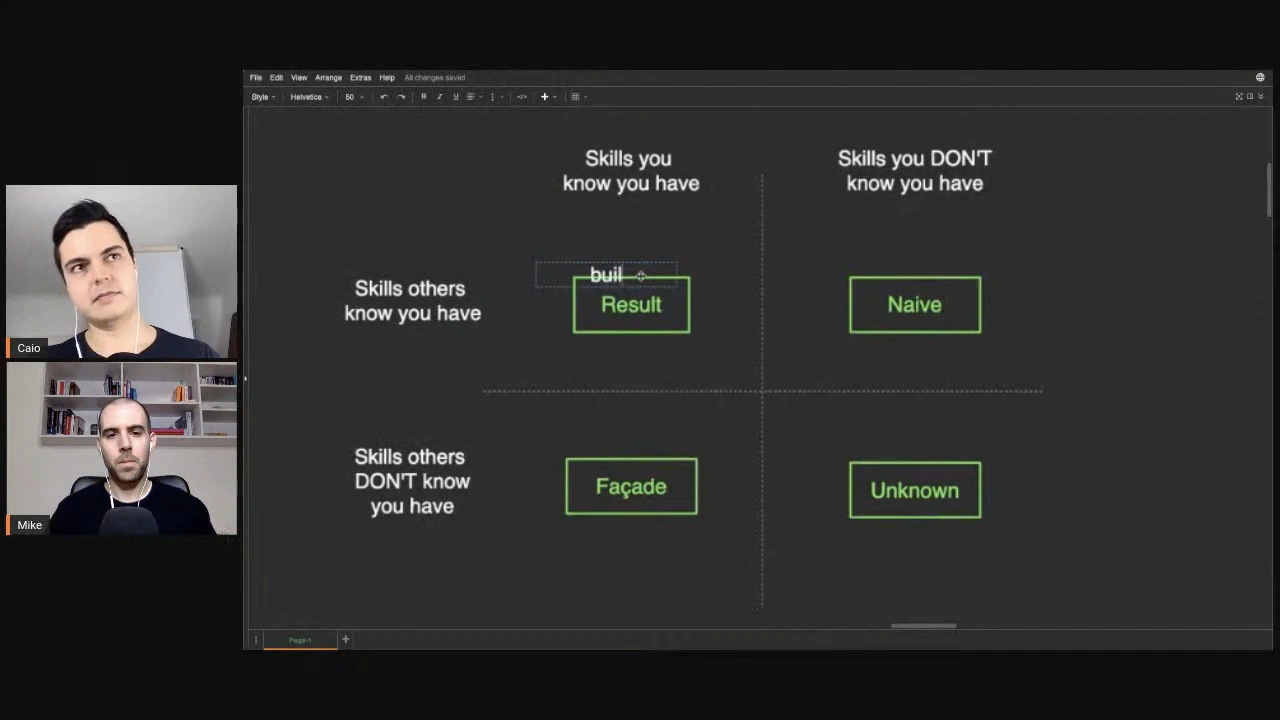 File Edit View Arrange Extras Help All changes saved
Style Helvetica 50 B I U </>
Skills you
know you have
Skills you DON'T
know you have
buil
Skills others
know you have
Result
Naive
Caio
Skills others
DON'T know
you have
Façade
Unknown
Mike
Page-1